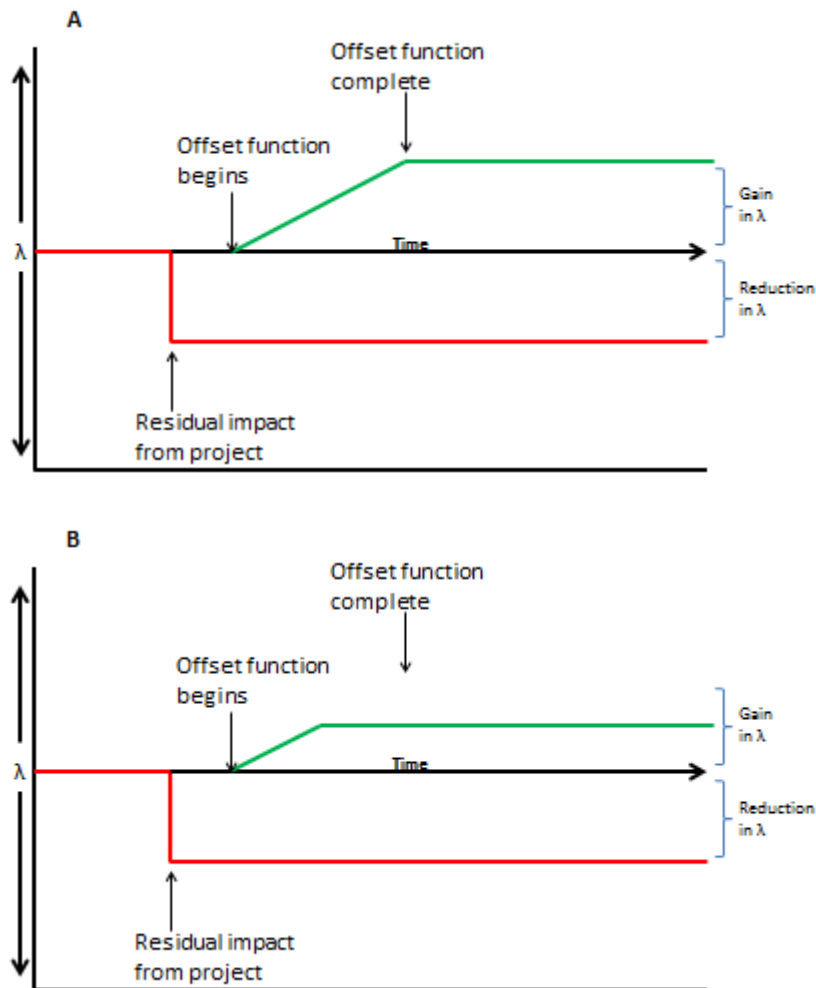 A
Offset function
complete
Offset function
begins
Gain
in λ
λ
Time
Reduction
in λ
Residual impact
from project
B
Offset function
complete
Offset function
begins
Gain
in λ
λ
Time
Reduction
in λ
Residual impact
from project